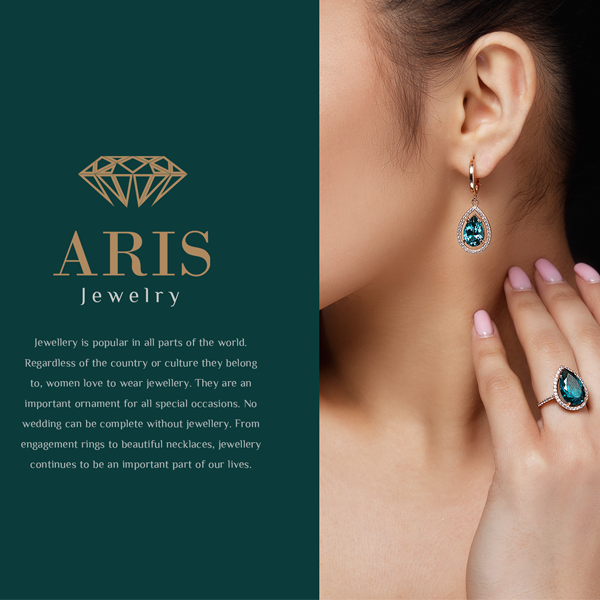 ARIS
Jewelry
Jewellery is popular in all parts of the world.
Regardless of the country or culture they belong
to, women love to wear jewellery. They are an
important ornament for all special occasions. No
wedding can be complete without jewellery. From
engagement rings to beautiful necklaces, jewellery
continues to be an important part of our lives.